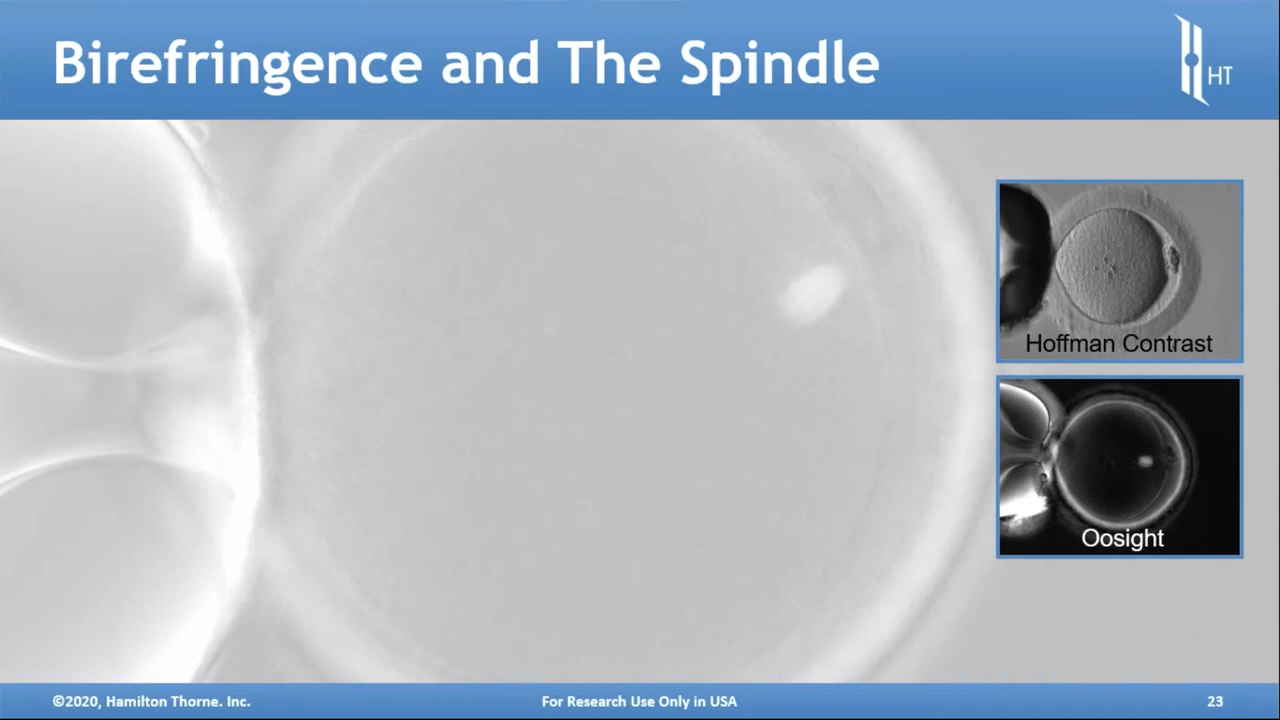 Birefringence and The Spindle
HT
Hoffman Contrast
Oosight
©2020, Hamilton Thorne. Inc.
For Research Use Only in USA
23